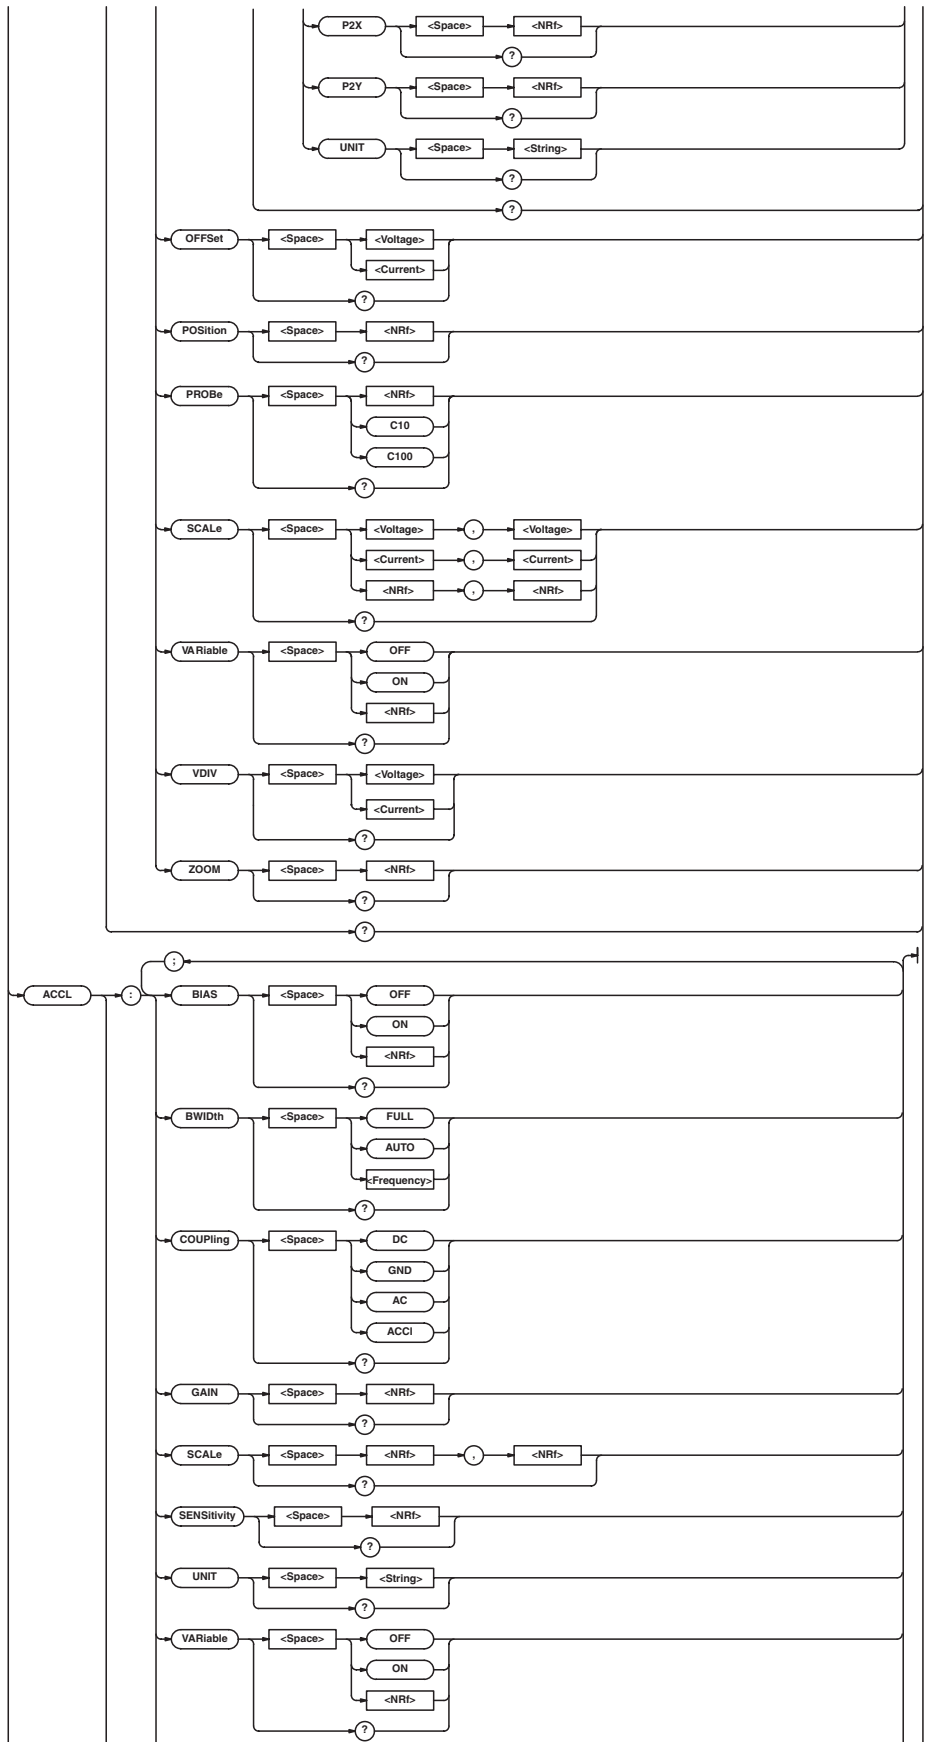 P2X <Space> <NRf>
?
P2Y <Space> <NRf>
?
UNIT <Space> <String>
?
?
OFFSet <Space> <Voltage>
<Current>
?
POSition <Space> <NRf>
?
PROBe <Space> <NRf>
C10
C100
?
SCALe <Space> <Voltage> , <Voltage>
<Current> , <Current>
<NRf> , <NRf>
?
VARiable <Space> OFF
ON
<NRf>
?
VDIV <Space> <Voltage>
<Current>
?
ZOOM <Space> <NRf>
?
?
;
ACCL : BIAS <Space> OFF
ON
<NRf>
?
BWIDth <Space> FULL
AUTO
<Frequency>
?
COUPling <Space> DC
GND
AC
ACCl
?
GAIN <Space> <NRf>
?
SCALe <Space> <NRf> , <NRf>
?
SENSitivity <Space> <NRf>
?
UNIT <Space> <String>
?
VARiable <Space> OFF
ON
<NRf>
?